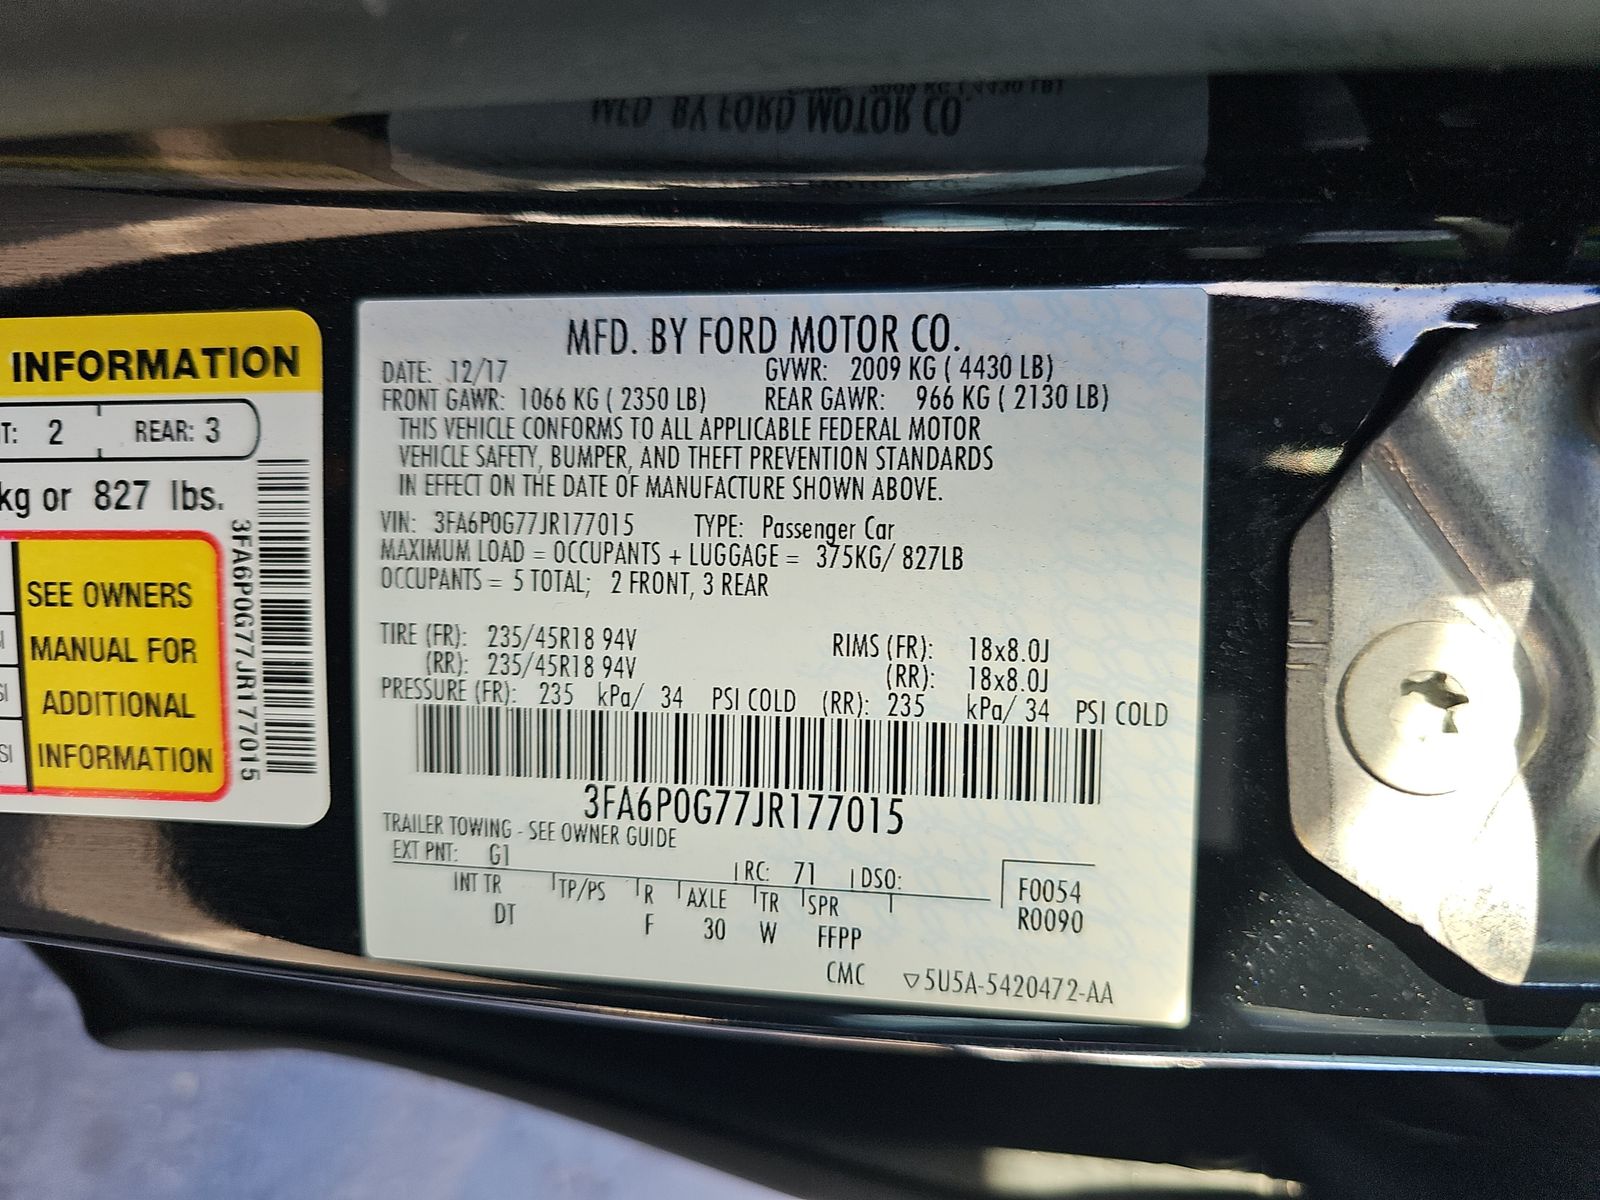 MFD. BY FORD MOTOR CO.
INFORMATION
T: 2 REAR: 3
kg or 827 lbs.
SEE OWNERS
MANUAL FOR
ADDITIONAL
INFORMATION
3FA6P0G77JR177015
MFD. BY FORD MOTOR CO.
DATE: 12/17 GVWR: 2009 KG ( 4430 LB)
FRONT GAWR: 1066 KG ( 2350 LB) REAR GAWR: 966 KG ( 2130 LB)
THIS VEHICLE CONFORMS TO ALL APPLICABLE FEDERAL MOTOR
VEHICLE SAFETY, BUMPER, AND THEFT PREVENTION STANDARDS
IN EFFECT ON THE DATE OF MANUFACTURE SHOWN ABOVE.
VIN: 3FA6P0G77JR177015 TYPE: Passenger Car
MAXIMUM LOAD = OCCUPANTS + LUGGAGE = 375KG/ 827LB
OCCUPANTS = 5 TOTAL; 2 FRONT, 3 REAR
TIRE (FR): 235/45R18 94V RIMS (FR): 18x8.0J
(RR): 235/45R18 94V (RR): 18x8.0J
PRESSURE (FR): 235 kPa/ 34 PSI COLD (RR): 235 kPa/ 34 PSI COLD
3FA6P0G77JR177015
TRAILER TOWING - SEE OWNER GUIDE
EXT PNT: G1 RC: 71 DSO:
INT TR TP/PS R AXLE TR SPR F0054
DT F 30 W FFPP R0090
CMC ▽5U5A-5420472-AA